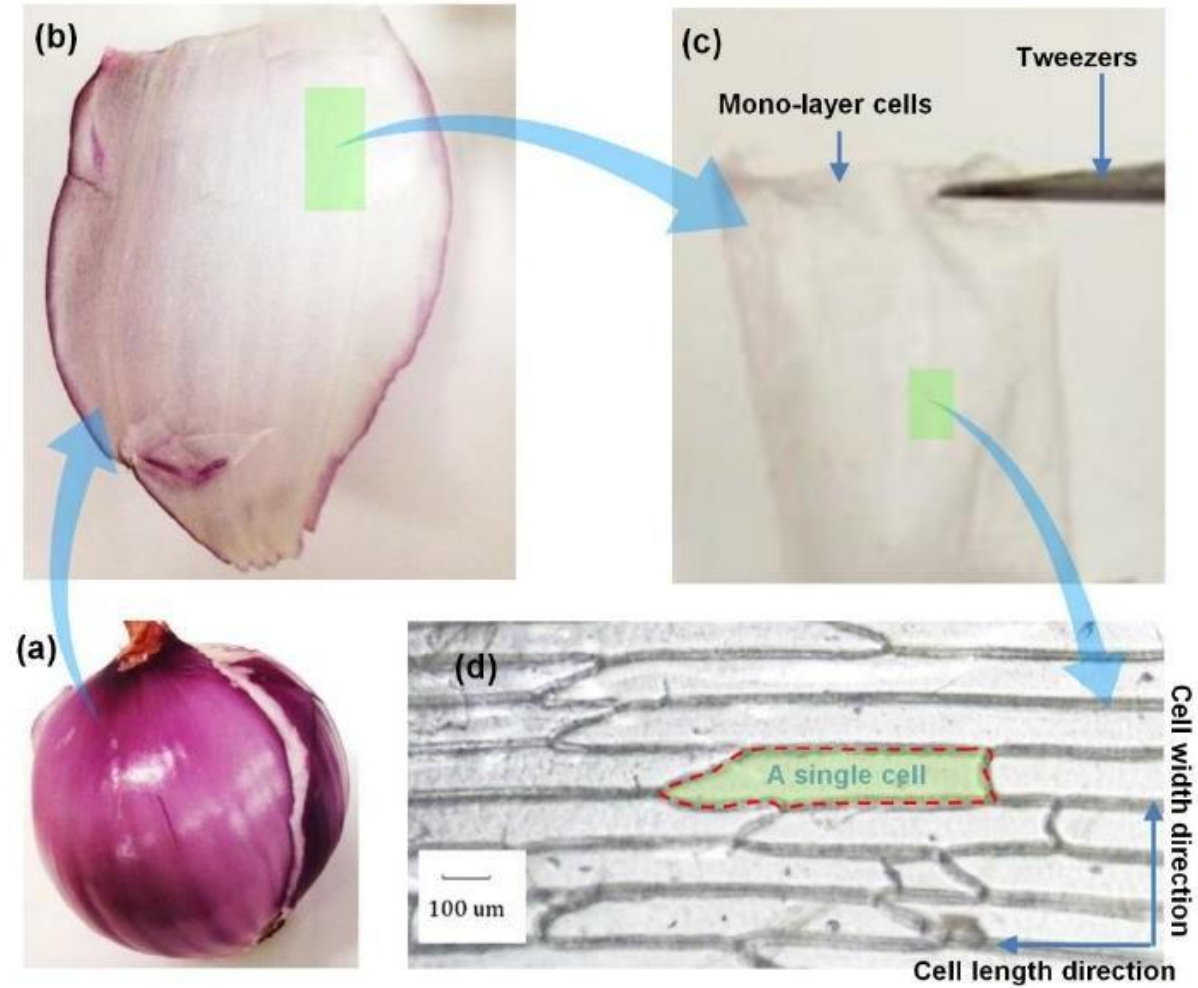 (b)
(c)
Tweezers
Mono-layer cells
(a)
(d)
A single cell
100 um
Cell width direction
Cell length direction